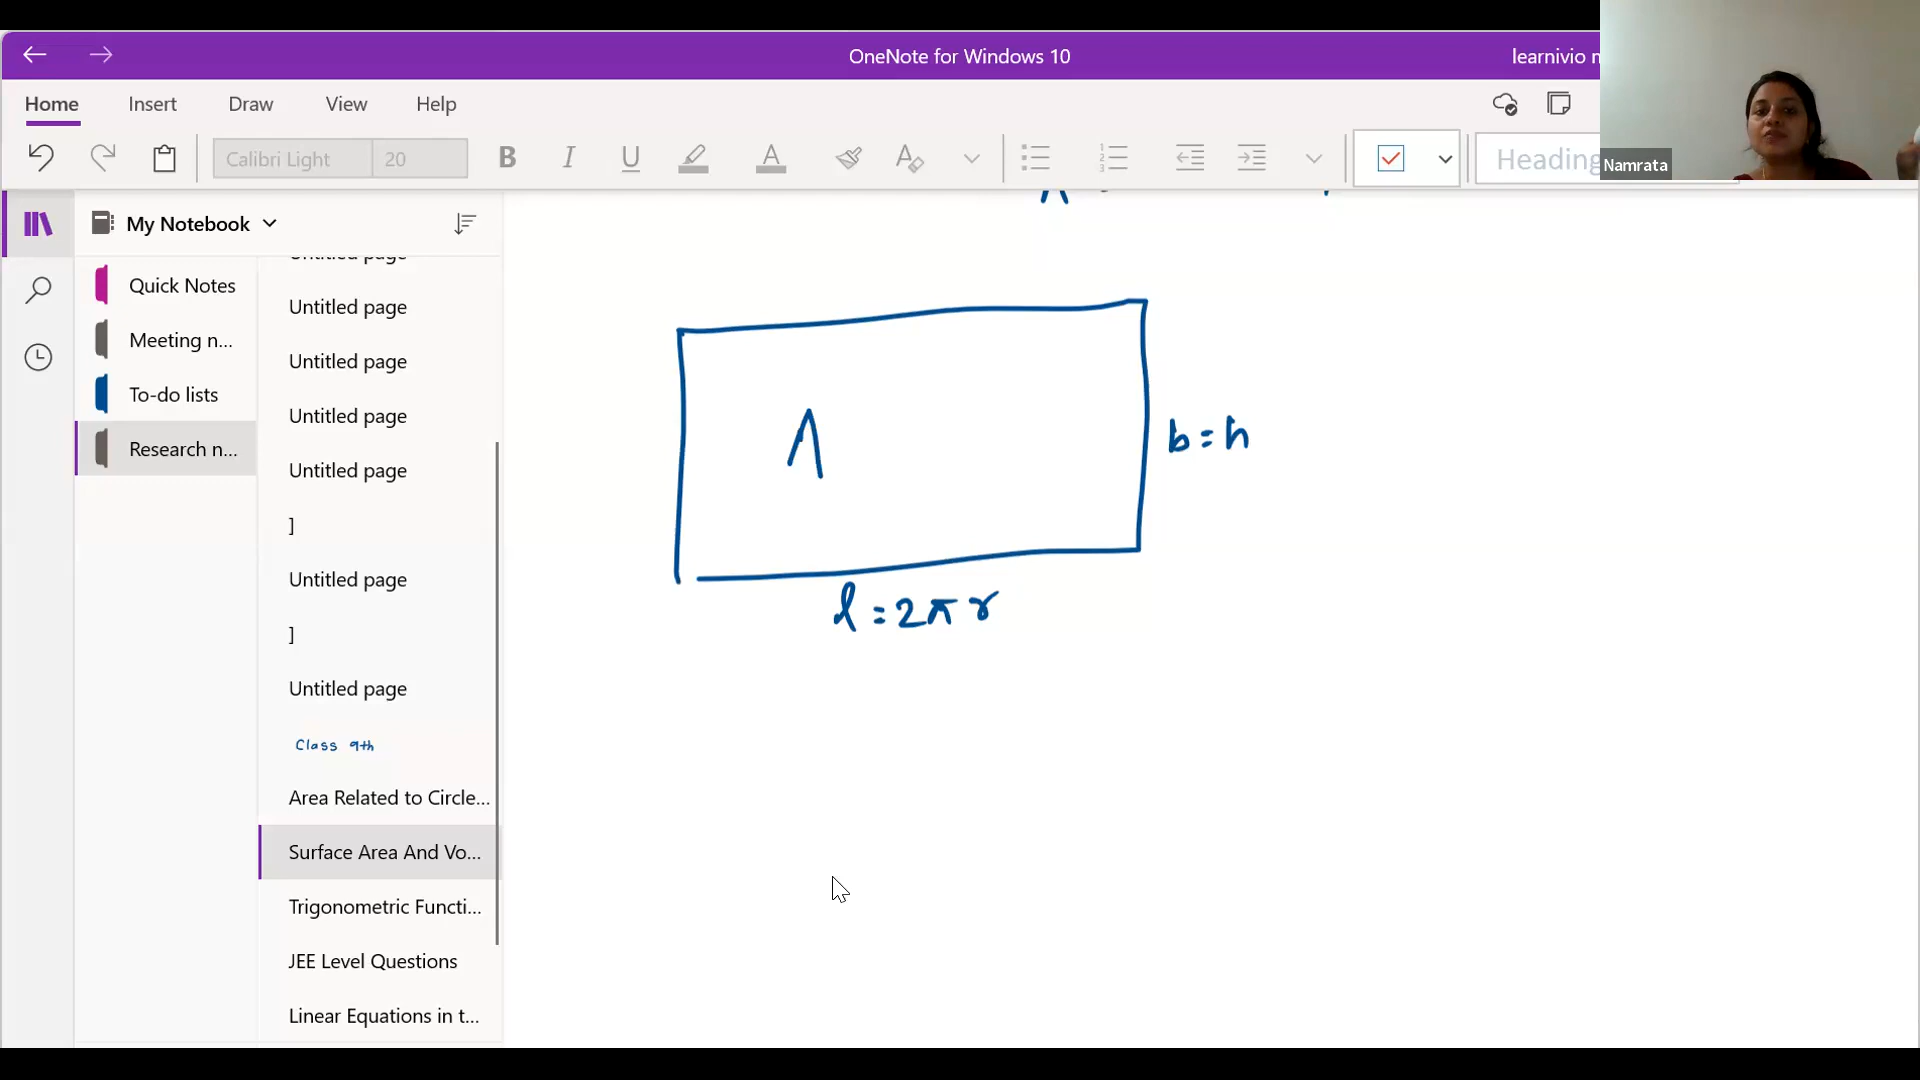 OneNote for Windows 10
learnivio
Home Insert Draw View Help
Calibri Light 20 B I U A Heading
Namrata
My Notebook
Quick Notes
Meeting n...
To-do lists
Research n...
Untitled page
Untitled page
Untitled page
Untitled page
Untitled page
]
Untitled page
]
Untitled page
Class 9th
Area Related to Circle...
Surface Area And Vo...
Trigonometric Functi...
JEE Level Questions
Linear Equations in t...
b = h
l = 2πr